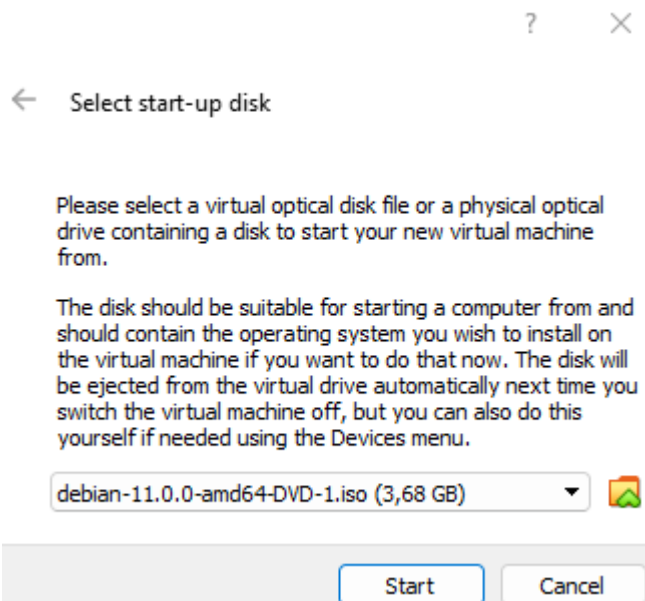 ?
Select start-up disk
Please select a virtual optical disk file or a physical optical
drive containing a disk to start your new virtual machine
from.
The disk should be suitable for starting a computer from and
should contain the operating system you wish to install on
the virtual machine if you want to do that now. The disk will
be ejected from the virtual drive automatically next time you
switch the virtual machine off, but you can also do this
yourself if needed using the Devices menu.
debian-11.0.0-amd64-DVD-1.iso (3,68 GB)
Start Cancel